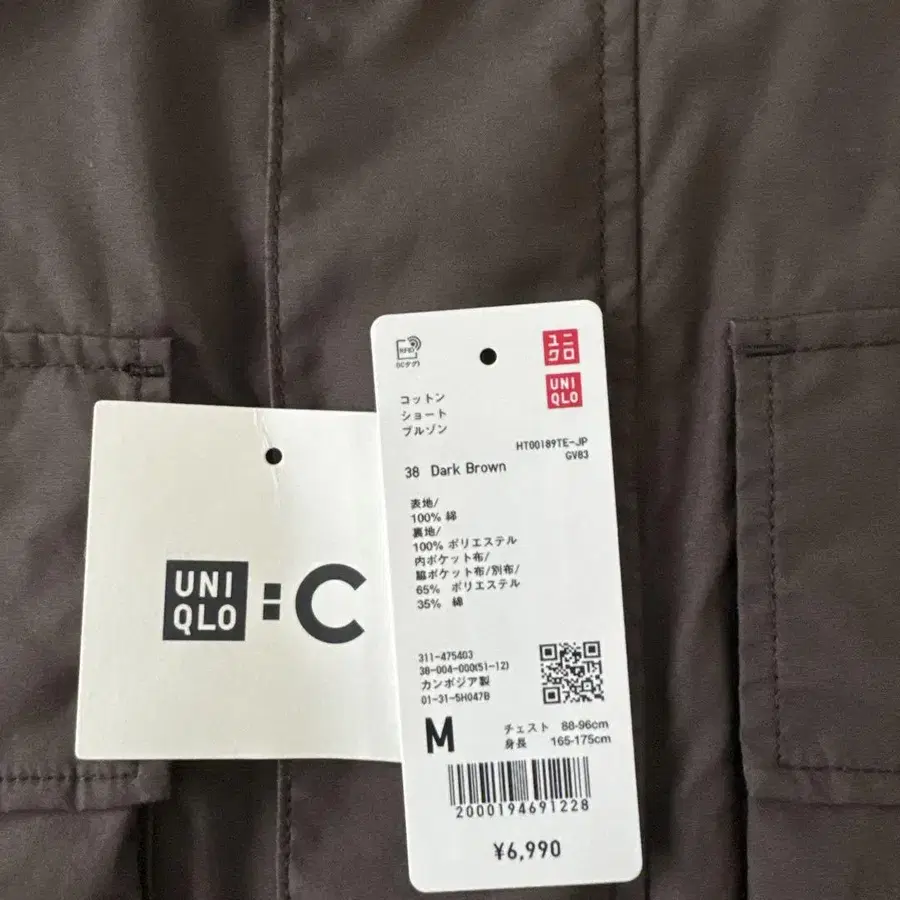 UNI
QLO
: C
RFID
(ICタグ)
ユニ
クロ
UNI
QLO
コットン
ショート
ブルゾン
HT00189TE-JP
GV83
38 Dark Brown
表地/
100% 綿
裏地/
100% ポリエステル
内ポケット布/
脇ポケット布/別布/
65% ポリエステル
35% 綿
311-475403
38-004-000(51-12)
カンボジア製
01-31-5H047B
M
チェスト 88-96cm
身長 165-175cm
2000194691228
¥6,990